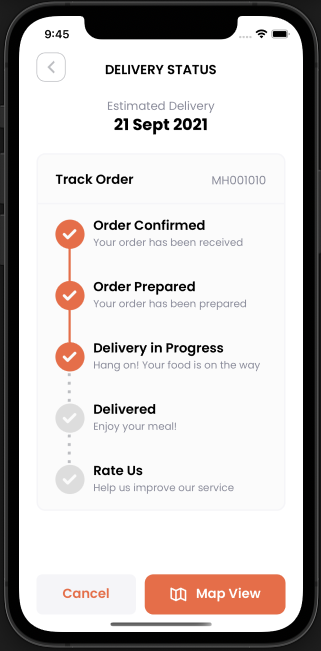 9:45
DELIVERY STATUS
Estimated Delivery
21 Sept 2021
Track Order MH001010
Order Confirmed
Your order has been received
Order Prepared
Your order has been prepared
Delivery in Progress
Hang on! Your food is on the way
Delivered
Enjoy your meal!
Rate Us
Help us improve our service
Cancel Map View